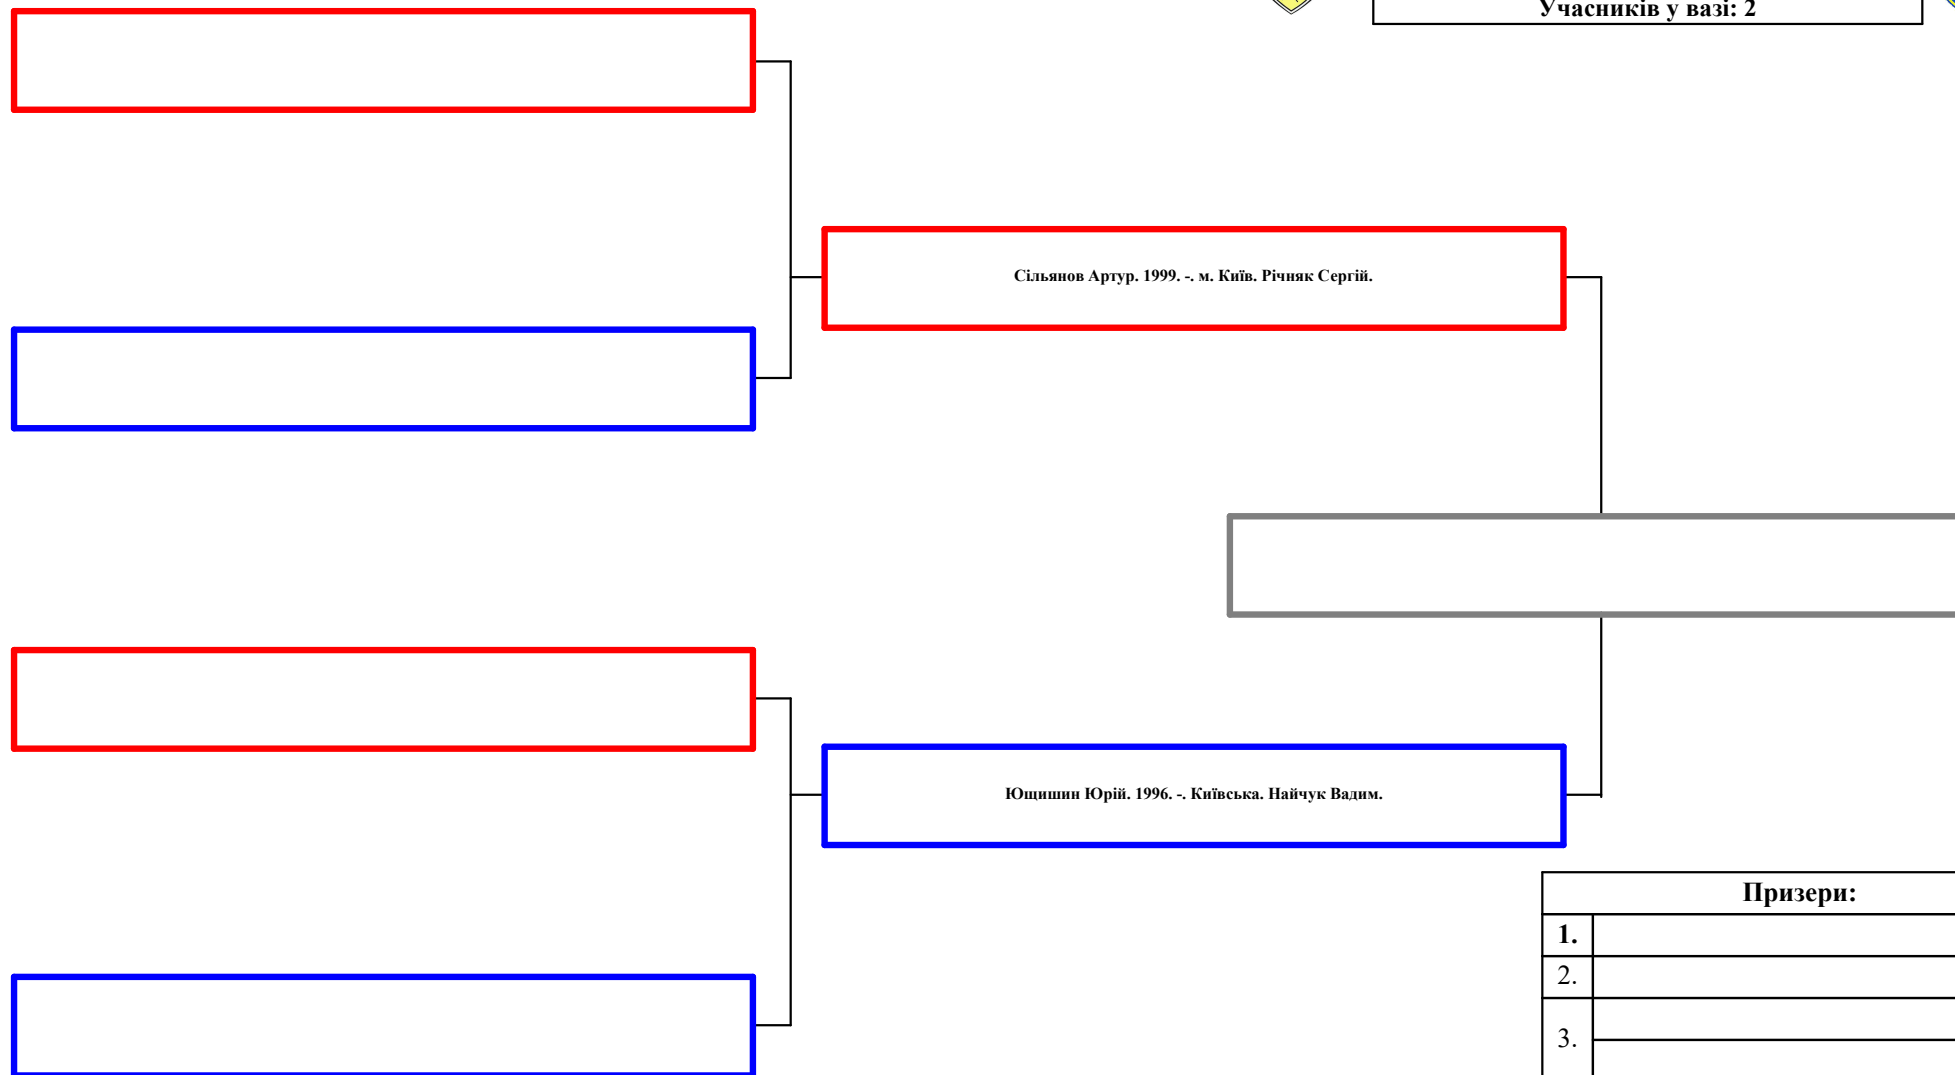 Учасників у вазі: 2
Сільянов Артур. 1999. -. м. Київ. Річняк Сергій.
Ющишин Юрій. 1996. -. Київська. Найчук Вадим.
Призери:
1.
2.
3.